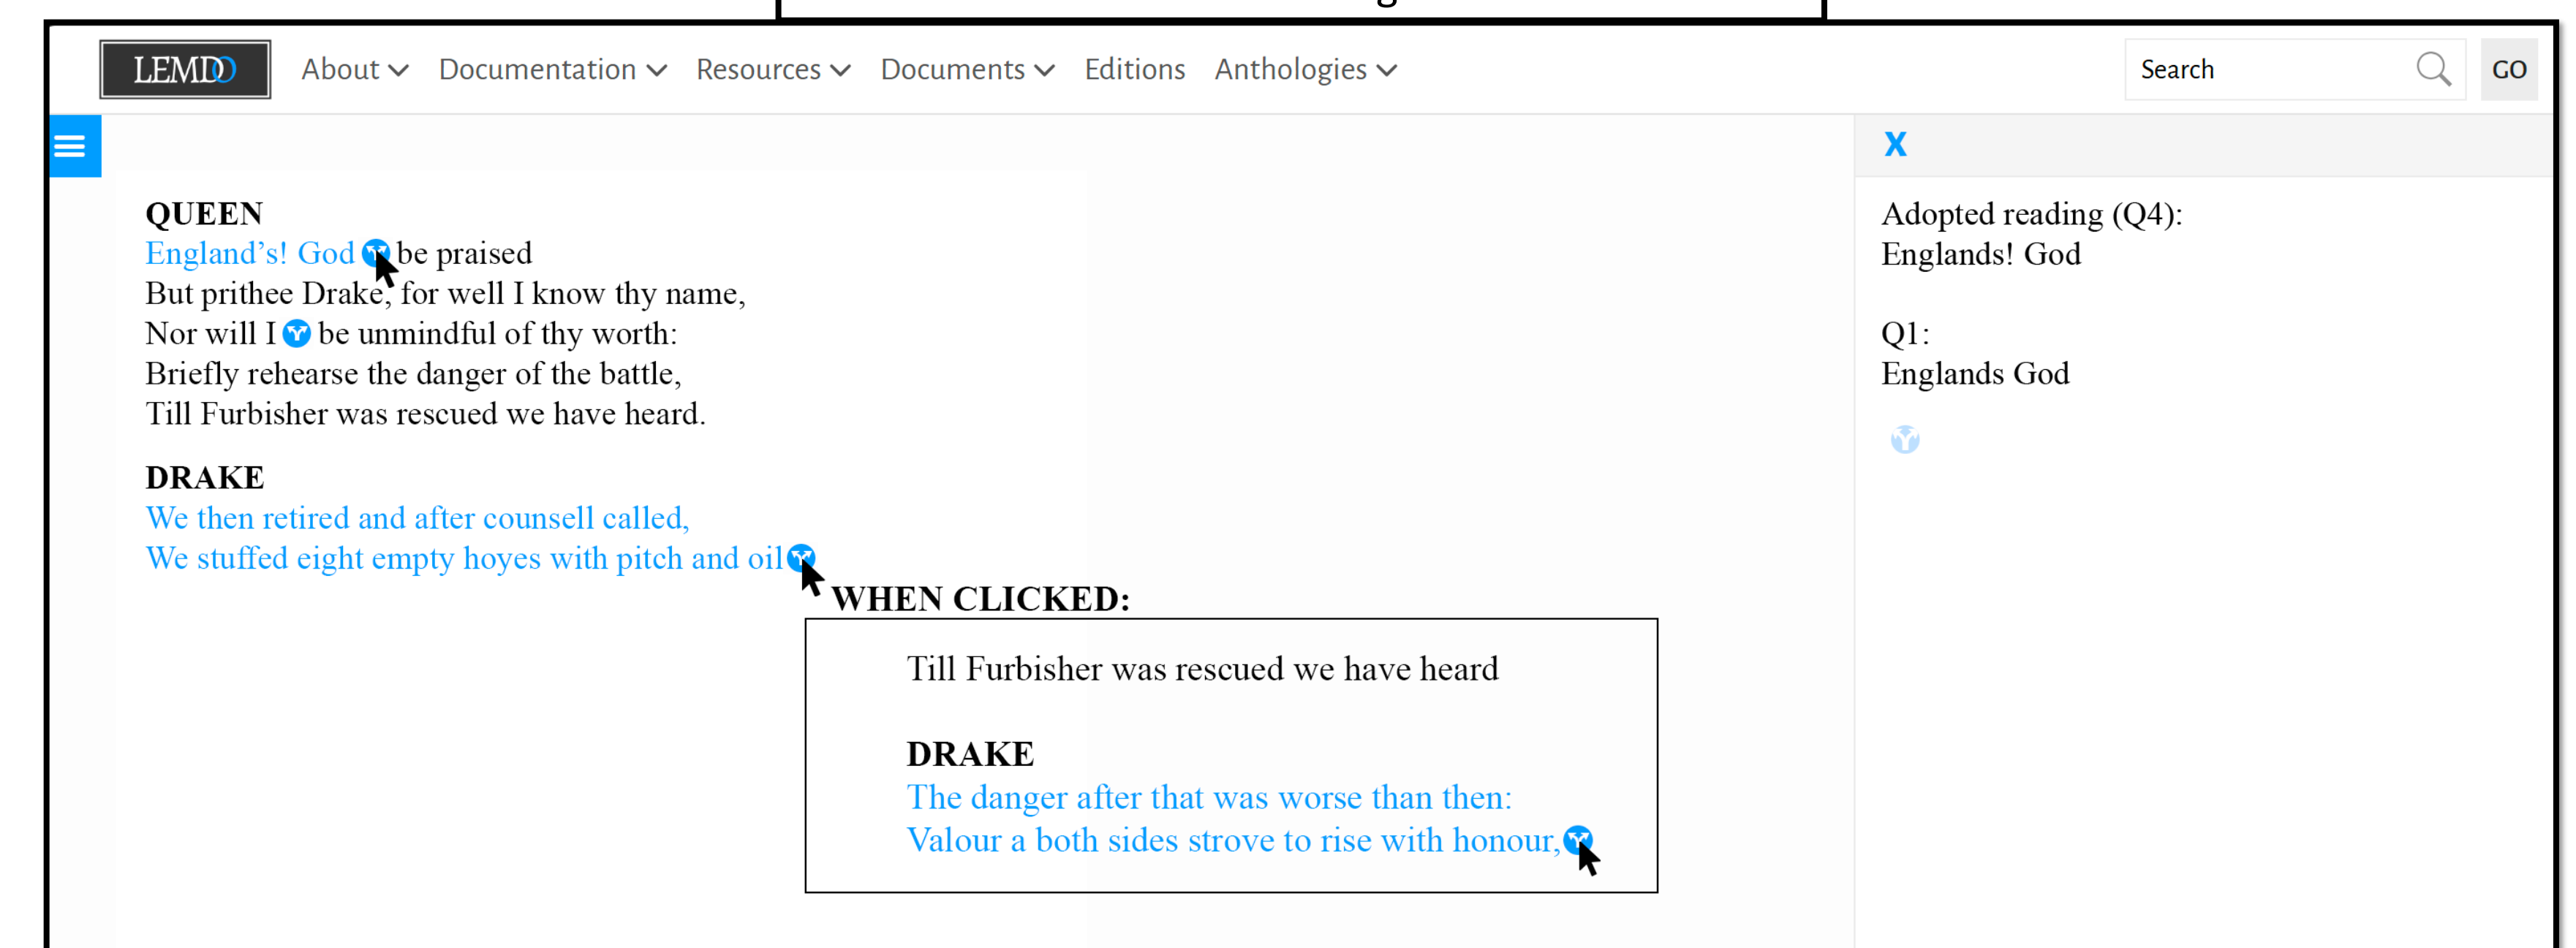 LEMDO About Documentation Resources Documents Editions Anthologies Search GO
QUEEN
England’s! God be praised
But prithee Drake, for well I know thy name,
Nor will I be unmindful of thy worth:
Briefly rehearse the danger of the battle,
Till Furbisher was rescued we have heard.
DRAKE
We then retired and after counsell called,
We stuffed eight empty hoyes with pitch and oil
WHEN CLICKED:
Till Furbisher was rescued we have heard
DRAKE
The danger after that was worse than then:
Valour a both sides strove to rise with honour,
X
Adopted reading (Q4):
Englands! God
Q1:
Englands God